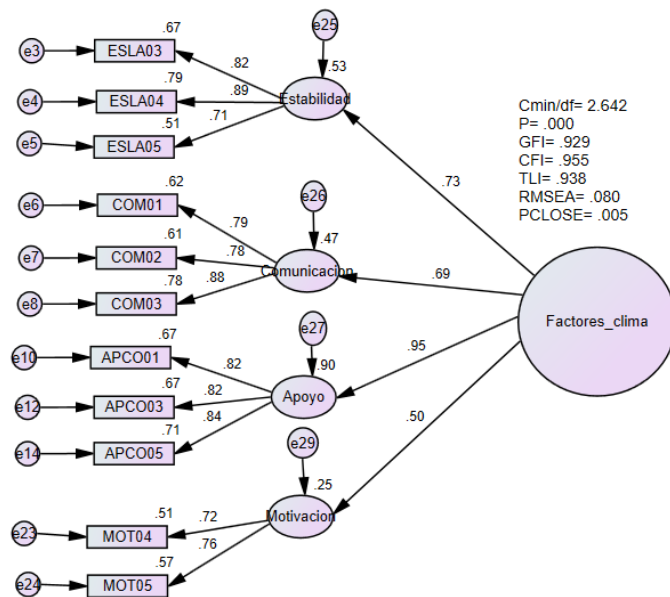 e25
.67
e3
ESLA03
.82
.53
.79
.89
e4
ESLA04
Estabilidad
.71
.51
e5
ESLA05
Cmin/df= 2.642
P= .000
GFI= .929
CFI= .955
TLI= .938
RMSEA= .080
PCLOSE= .005
.73
.62
e6
COM01
e26
.79
.61
.47
e7
COM02
.78
Comunicacion
.69
.78
.88
e8
COM03
Factores_clima
.67
e27
e10
APCO01
.82
.90
.95
.67
e12
APCO03
.82
Apoyo
.84
.71
e14
APCO05
.50
e29
.25
.51
.72
Motivacion
e23
MOT04
.76
.57
e24
MOT05